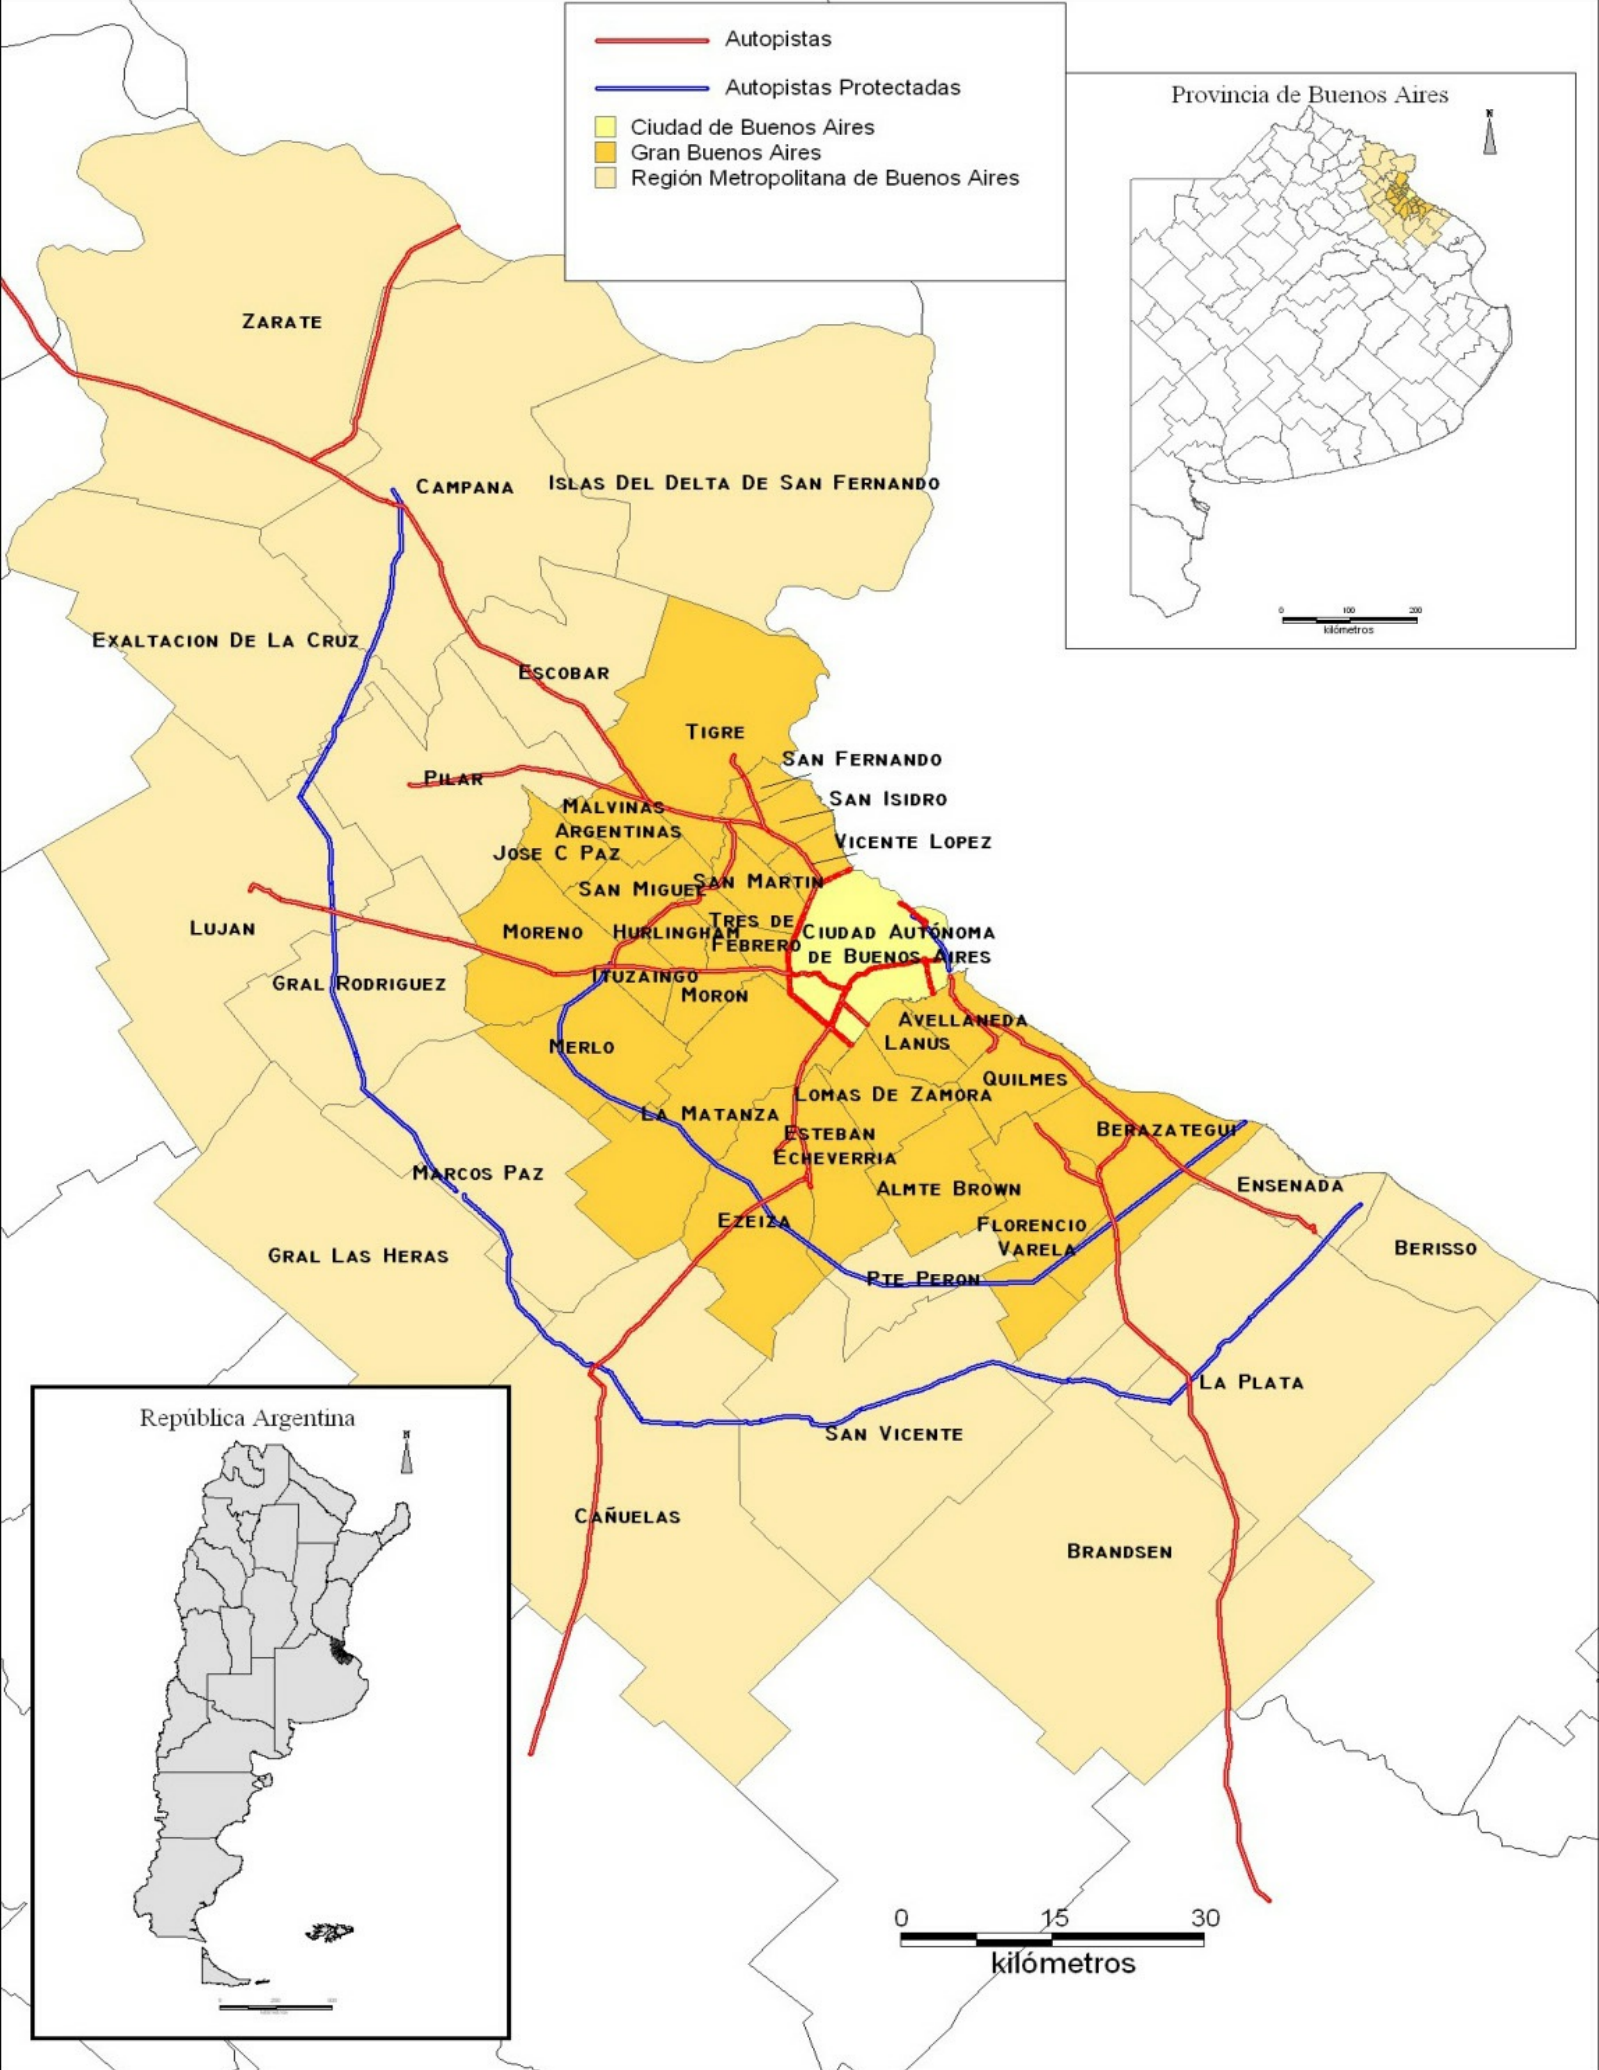 Autopistas
Autopistas Protectadas
Ciudad de Buenos Aires
Gran Buenos Aires
Región Metropolitana de Buenos Aires
Provincia de Buenos Aires
N
0 100 200
kilómetros
ZARATE
CAMPANA
ISLAS DEL DELTA DE SAN FERNANDO
EXALTACION DE LA CRUZ
ESCOBAR
TIGRE
SAN FERNANDO
PILAR
SAN ISIDRO
MALVINAS
ARGENTINAS
VICENTE LOPEZ
JOSE C PAZ
SAN MIGUEL
SAN MARTIN
LUJAN
MORENO
HURLINGHAM
TRES DE
FEBRERO
CIUDAD AUTÓNOMA
DE BUENOS AIRES
GRAL RODRIGUEZ
ITUZAINGO
MORON
AVELLANEDA
LANUS
MERLO
QUILMES
LOMAS DE ZAMORA
LA MATANZA
ESTEBAN
ECHEVERRIA
BERAZATEGUI
MARCOS PAZ
ALMTE BROWN
ENSENADA
EZEIZA
FLORENCIO
VARELA
GRAL LAS HERAS
BERISSO
PTE PERON
LA PLATA
SAN VICENTE
CAÑUELAS
BRANDSEN
República Argentina
N
0 15 30
kilómetros